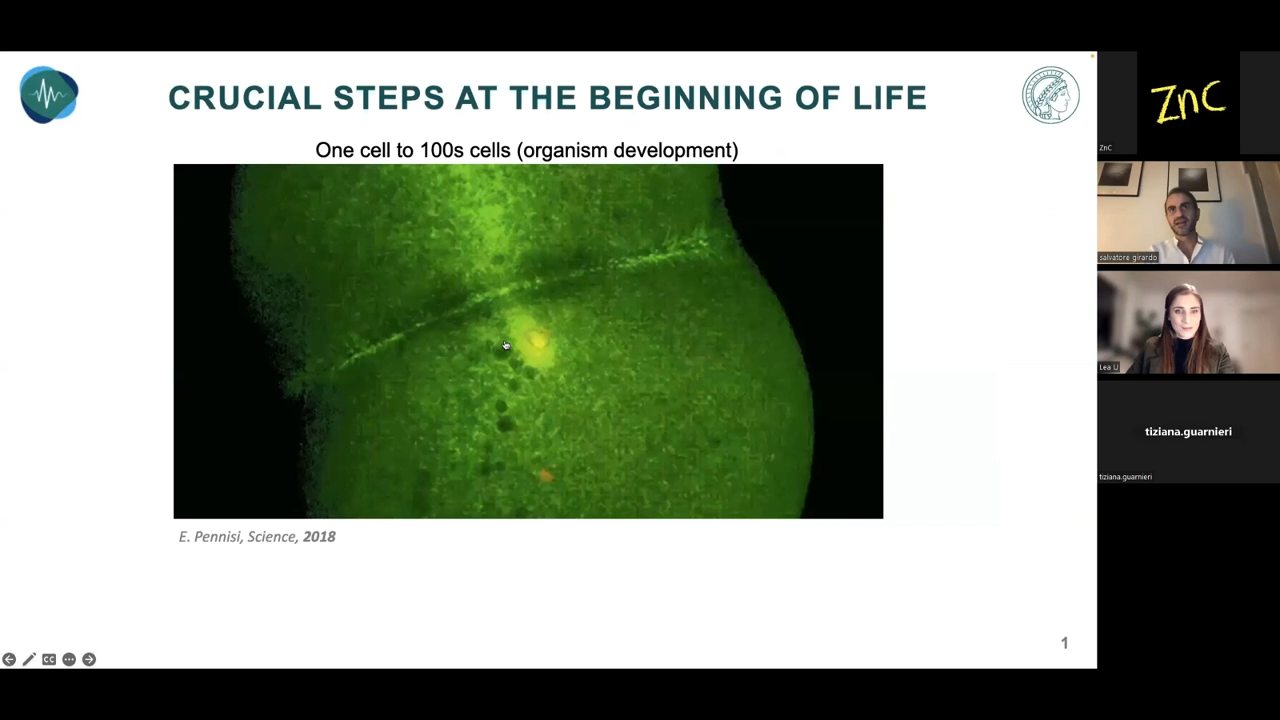 CRUCIAL STEPS AT THE BEGINNING OF LIFE
One cell to 100s cells (organism development)
E. Pennisi, Science, 2018
1
CC
ZnC
ZnC
salvatore girardo
Lea U
tiziana.guarnieri
tiziana.guarnieri